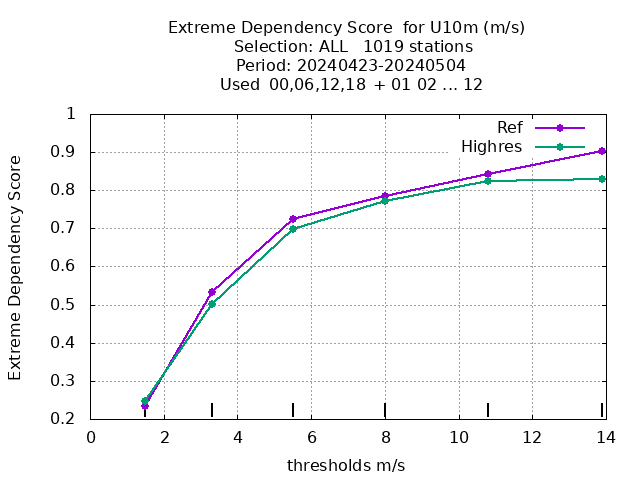 Extreme Dependency Score  for U10m (m/s)
Selection: ALL   1019 stations
Period: 20240423-20240504
Used  00,06,12,18  + 01 02 ... 12
Ref
Highres
Extreme Dependency Score
1
0.9
0.8
0.7
0.6
0.5
0.4
0.3
0.2
0 2 4 6 8 10 12 14
thresholds m/s